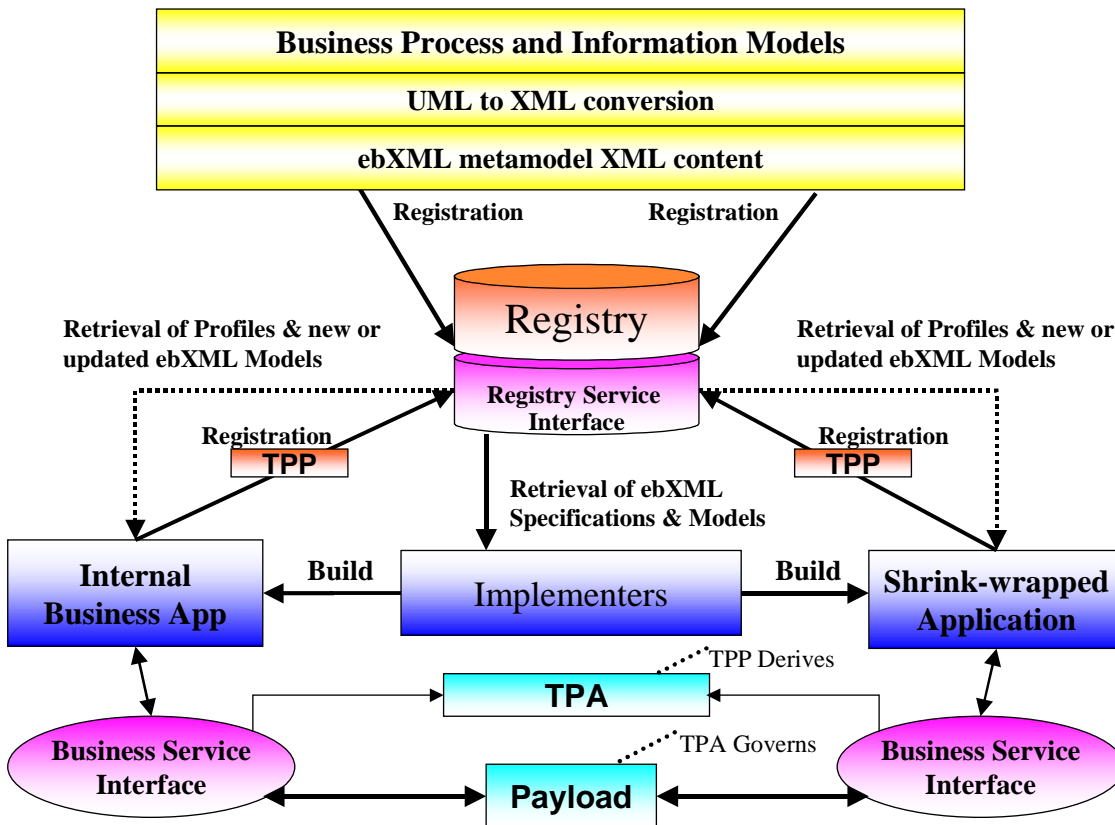 Business Process and Information Models
UML to XML conversion
ebXML metamodel XML content
Registration
Registration
Registry
Retrieval of Profiles & new or
updated ebXML Models
Retrieval of Profiles & new or
updated ebXML Models
Registry Service
Interface
Registration
TPP
Registration
TPP
Retrieval of ebXML
Specifications & Models
Internal
Business App
Build
Implementers
Build
Shrink-wrapped
Application
TPP Derives
TPA
Business Service
Interface
TPA Governs
Payload
Business Service
Interface